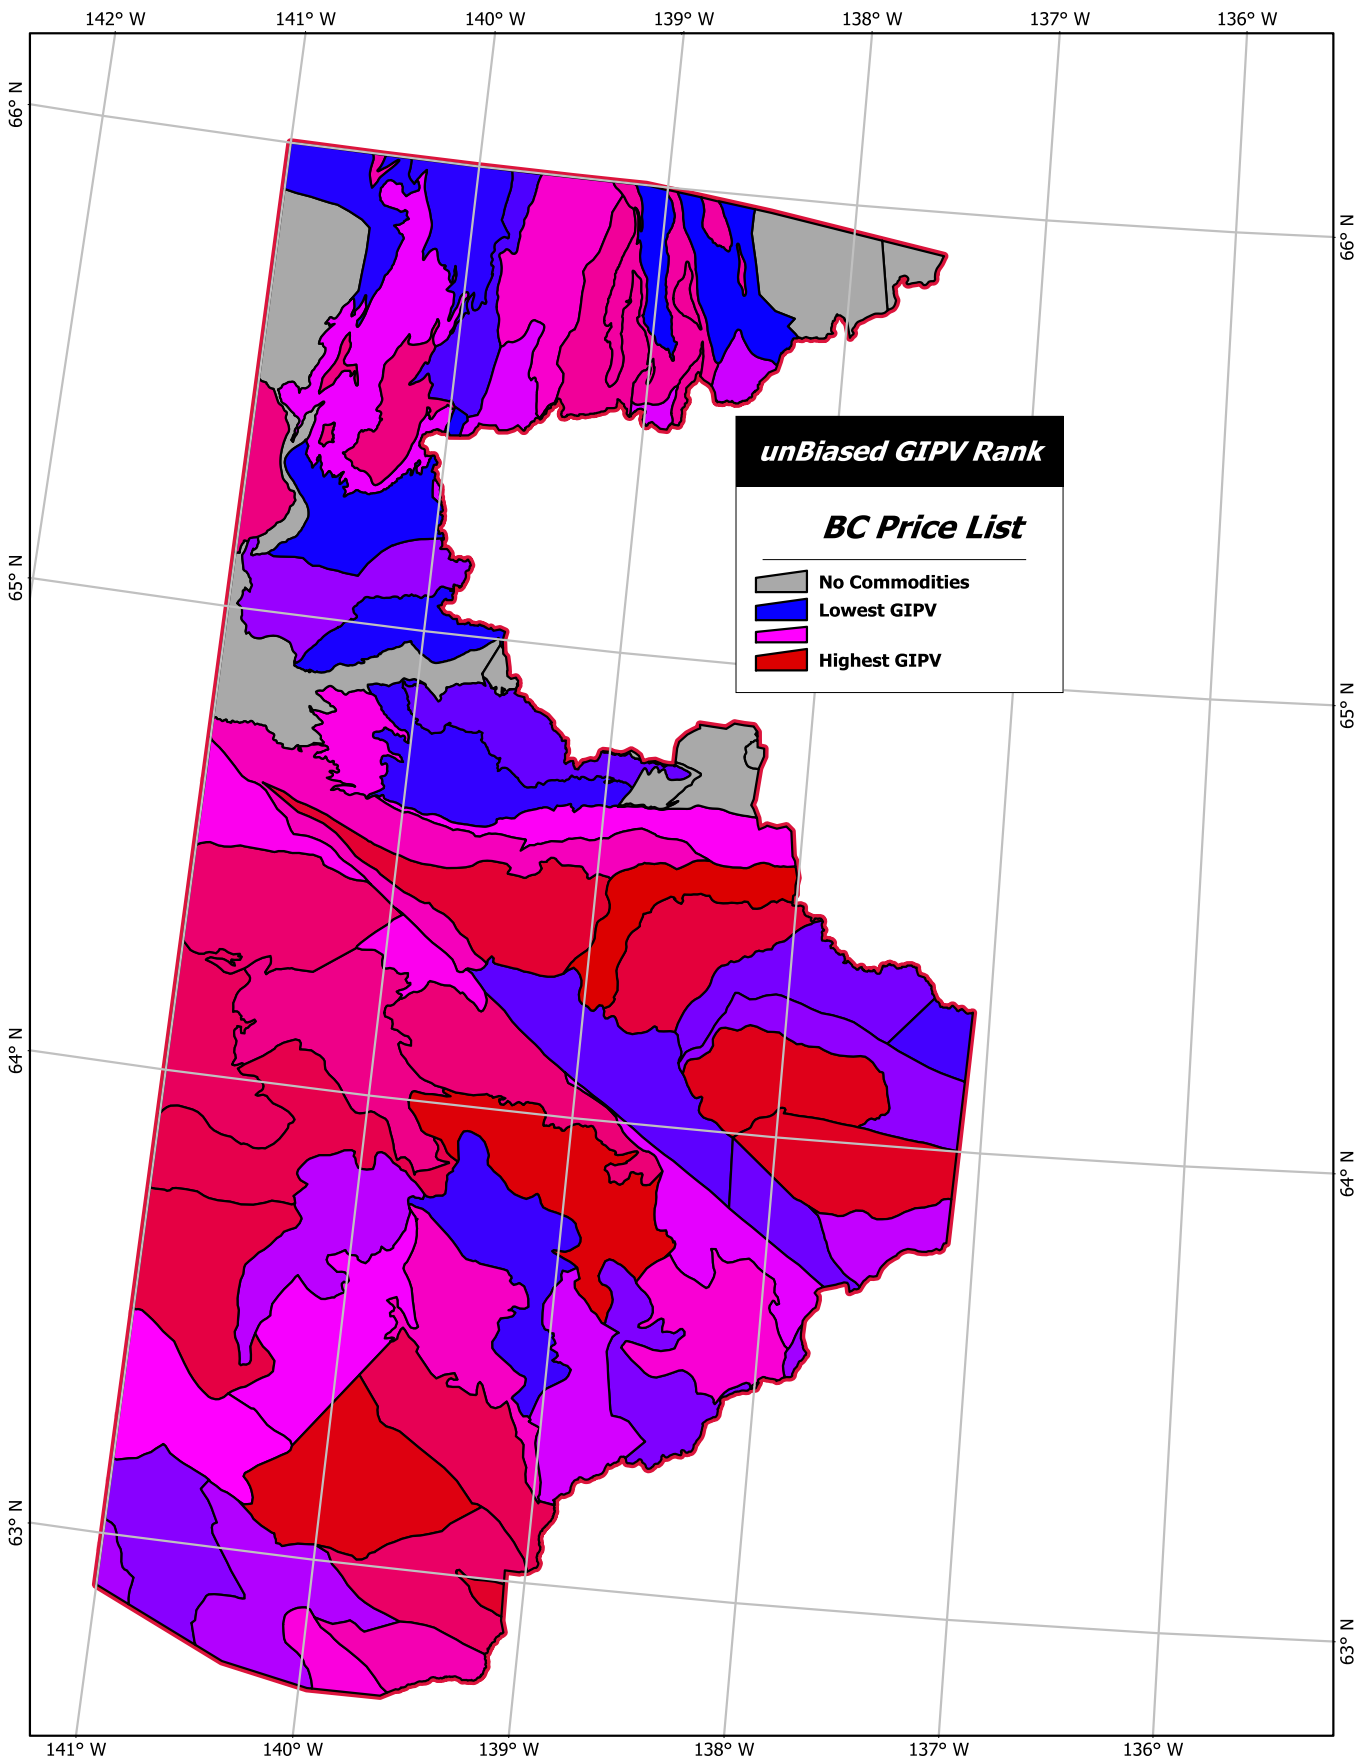 142° W 141° W 140° W 139° W 138° W 137° W 136° W
66° N
66° N
unBiased GIPV Rank
BC Price List
No Commodities
Lowest GIPV
Highest GIPV
65° N
65° N
64° N
64° N
63° N
63° N
141° W 140° W 139° W 138° W 137° W 136° W